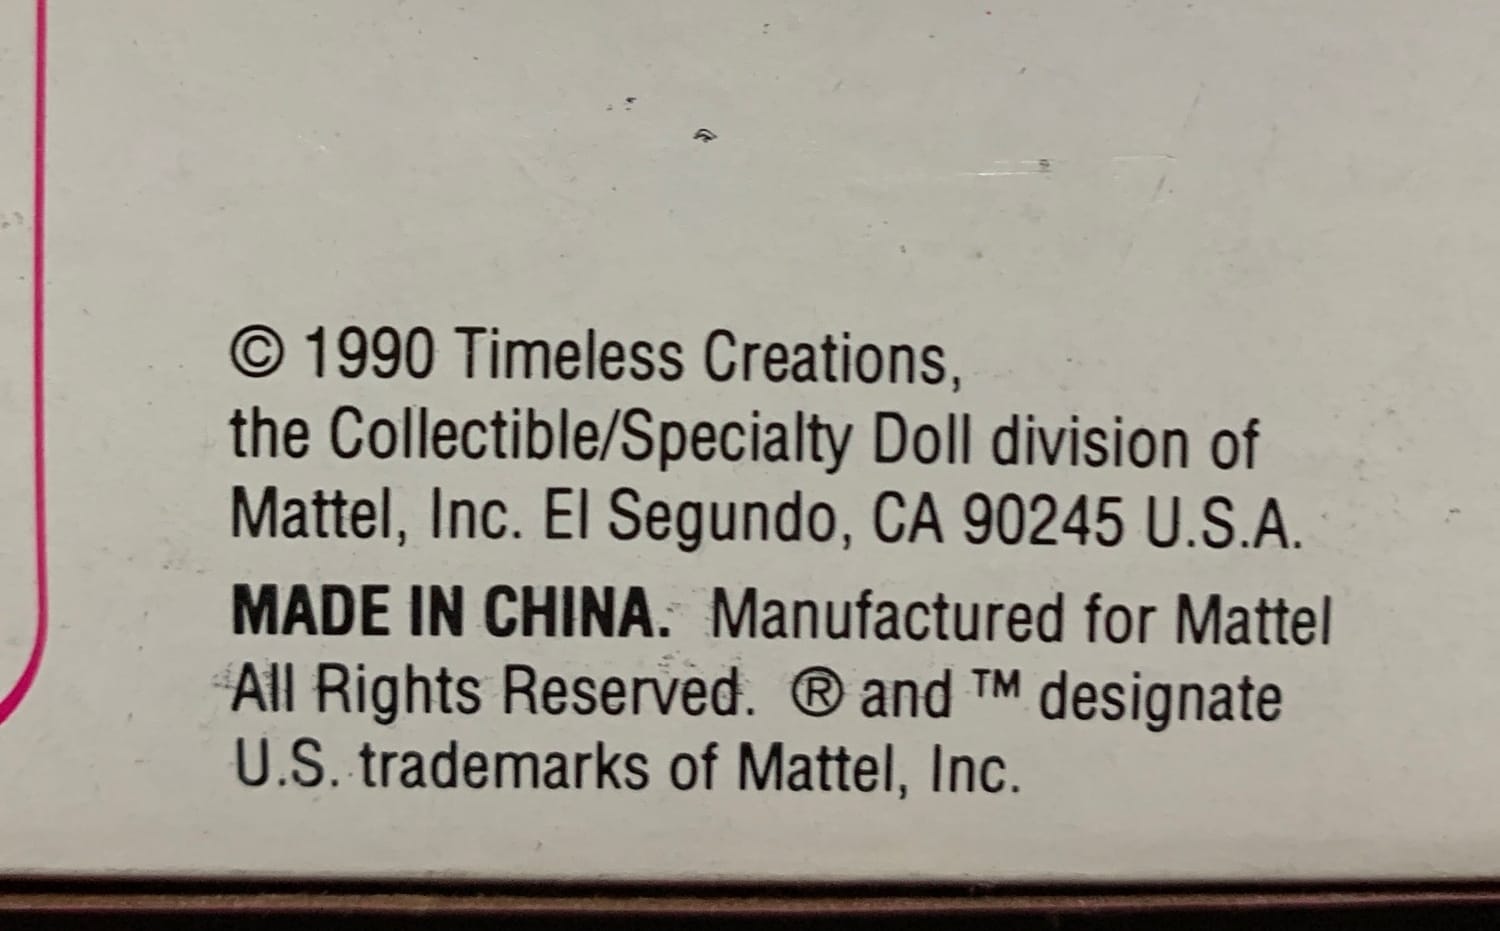 © 1990 Timeless Creations,
the Collectible/Specialty Doll division of
Mattel, Inc. El Segundo, CA 90245 U.S.A.
MADE IN CHINA. Manufactured for Mattel
All Rights Reserved. ® and ™ designate
U.S. trademarks of Mattel, Inc.